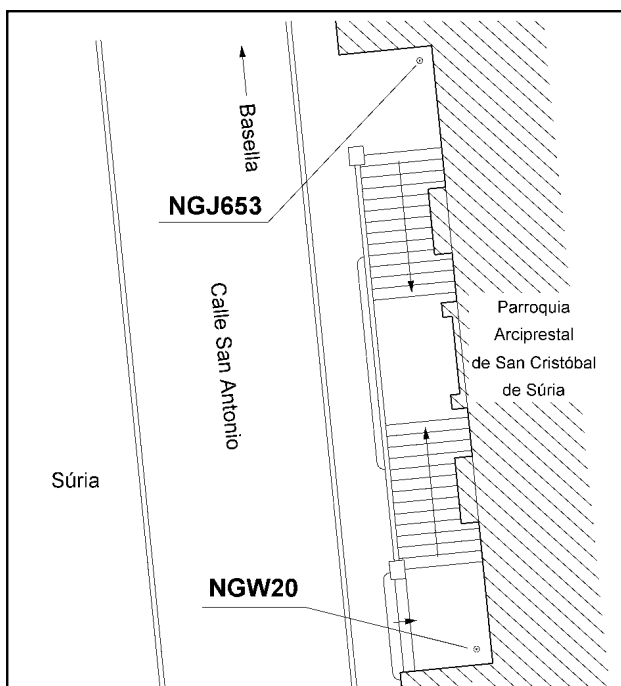 Basella
NGJ653
Calle San Antonio
Parroquia
Arciprestal
de San Cristóbal
de Súria
Súria
NGW20